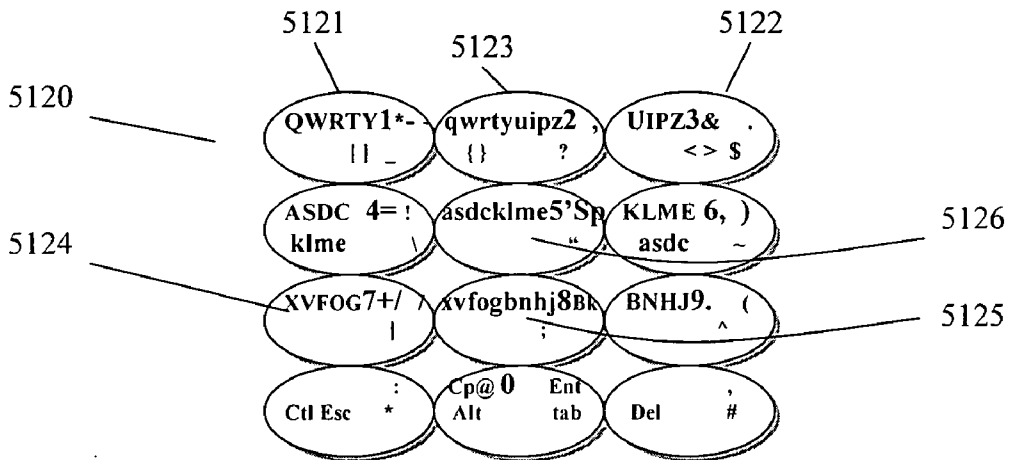 5121
5123
5122
5120
QWRTY1*- - qwrtyuipz2 , UIPZ3& .
[ ] _ { } ? < > $
ASDC 4= ! asdcklme5’Sp KLME 6, )
5124
klme \ “ asdc ~
5126
XVFOG7+/ / xvfogbnhj8Bk BNHJ9. (
| ; ^
5125
: Cp@ 0 Ent ,
Ctl Esc * Alt tab Del #